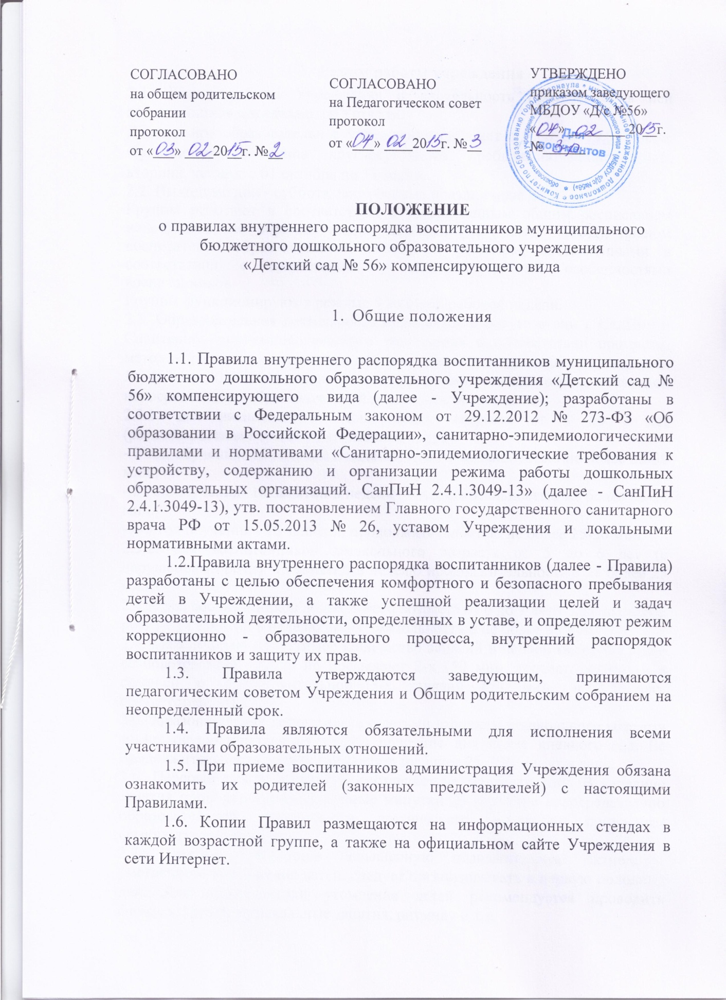 СОГЛАСОВАНО
на общем родительском
собрании
протокол
от «03» 02 2015г. №2
СОГЛАСОВАНО
на Педагогическом совет
протокол
от «04» 02 2015г. №3
УТВЕРЖДЕНО
приказом заведующего
МБДОУ «Д/с №56»
«04» 02 2015г.
№ 3-р
Для
документов
ПОЛОЖЕНИЕ
о правилах внутреннего распорядка воспитанников муниципального
бюджетного дошкольного образовательного учреждения
«Детский сад № 56» компенсирующего вида
1. Общие положения
1.1. Правила внутреннего распорядка воспитанников муниципального
бюджетного дошкольного образовательного учреждения «Детский сад №
56» компенсирующего вида (далее - Учреждение); разработаны в
соответствии с Федеральным законом от 29.12.2012 № 273-ФЗ «Об
образовании в Российской Федерации», санитарно-эпидемиологическими
правилами и нормативами «Санитарно-эпидемиологические требования к
устройству, содержанию и организации режима работы дошкольных
образовательных организаций. СанПиН 2.4.1.3049-13» (далее - СанПиН
2.4.1.3049-13), утв. постановлением Главного государственного санитарного
врача РФ от 15.05.2013 № 26, уставом Учреждения и локальными
нормативными актами.
1.2.Правила внутреннего распорядка воспитанников (далее - Правила)
разработаны с целью обеспечения комфортного и безопасного пребывания
детей в Учреждении, а также успешной реализации целей и задач
образовательной деятельности, определенных в уставе, и определяют режим
коррекционно - образовательного процесса, внутренний распорядок
воспитанников и защиту их прав.
1.3. Правила утверждаются заведующим, принимаются
педагогическим советом Учреждения и Общим родительским собранием на
неопределенный срок.
1.4. Правила являются обязательными для исполнения всеми
участниками образовательных отношений.
1.5. При приеме воспитанников администрация Учреждения обязана
ознакомить их родителей (законных представителей) с настоящими
Правилами.
1.6. Копии Правил размещаются на информационных стендах в
каждой возрастной группе, а также на официальном сайте Учреждения в
сети Интернет.